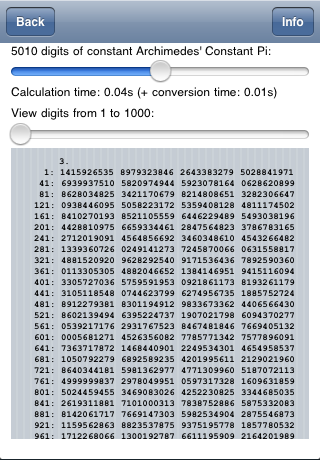 Back
Info
5010 digits of constant Archimedes' Constant Pi:
Calculation time: 0.04s (+ conversion time: 0.01s)
View digits from 1 to 1000:
3.
1: 1415926535 8979323846 2643383279 5028841971
41: 6939937510 5820974944 5923078164 0628620899
81: 8628034825 3421170679 8214808651 3282306647
121: 0938446095 5058223172 5359408128 4811174502
161: 8410270193 8521105559 6446229489 5493038196
201: 4428810975 6659334461 2847564823 3786783165
241: 2712019091 4564856692 3460348610 4543266482
281: 1339360726 0249141273 7245870066 0631558817
321: 4881520920 9628292540 9171536436 7892590360
361: 0113305305 4882046652 1384146951 9415116094
401: 3305727036 5759591953 0921861173 8193261179
441: 3105118548 0744623799 6274956735 1885752724
481: 8912279381 8301194912 9833673362 4406566430
521: 8602139494 6395224737 1907021798 6094370277
561: 0539217176 2931767523 8467481846 7669405132
601: 0005681271 4526356082 7785771342 7577896091
641: 7363717872 1468440901 2249534301 4654958537
681: 1050792279 6892589235 4201995611 2129021960
721: 8640344181 5981362977 4771309960 5187072113
761: 4999999837 2978049951 0597317328 1609631859
801: 5024459455 3469083026 4252230825 3344685035
841: 2619311881 7101000313 7838752886 5875332083
881: 8142061717 7669147303 5982534904 2875546873
921: 1159562863 8823537875 9375195778 1857780532
961: 1712268066 1300192787 6611195909 2164201989